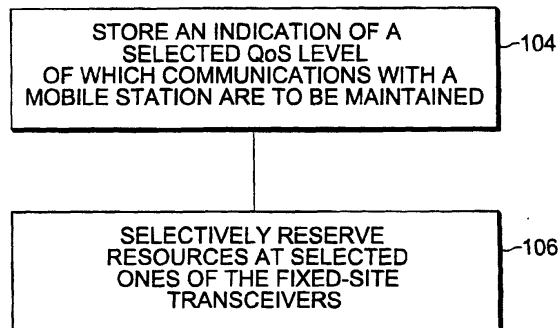 STORE AN INDICATION OF A
SELECTED QoS LEVEL
OF WHICH COMMUNICATIONS WITH A
MOBILE STATION ARE TO BE MAINTAINED
104
SELECTIVELY RESERVE
RESOURCES AT SELECTED
ONES OF THE FIXED-SITE
TRANSCEIVERS
106